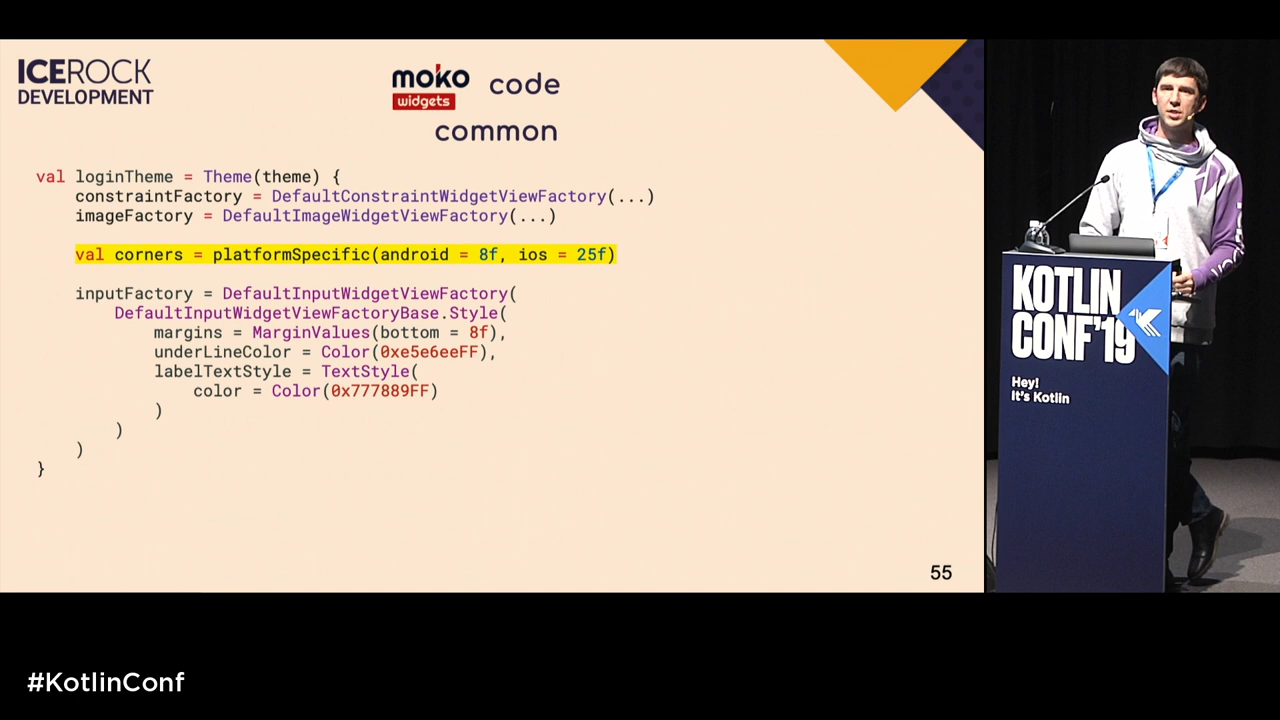 ICEROCK
DEVELOPMENT
moko
widgets
code
common
val loginTheme = Theme(theme) {
    constraintFactory = DefaultConstraintWidgetViewFactory(...)
    imageFactory = DefaultImageWidgetViewFactory(...)
    val corners = platformSpecific(android = 8f, ios = 25f)
    inputFactory = DefaultInputWidgetViewFactory(
        DefaultInputWidgetViewFactoryBase.Style(
            margins = MarginValues(bottom = 8f),
            underLineColor = Color(0xe5e6eeFF),
            labelTextStyle = TextStyle(
                color = Color(0x777889FF)
            )
        )
    )
}
55
KOTLIN
CONF'19
Hey!
It's Kotlin
#KotlinConf